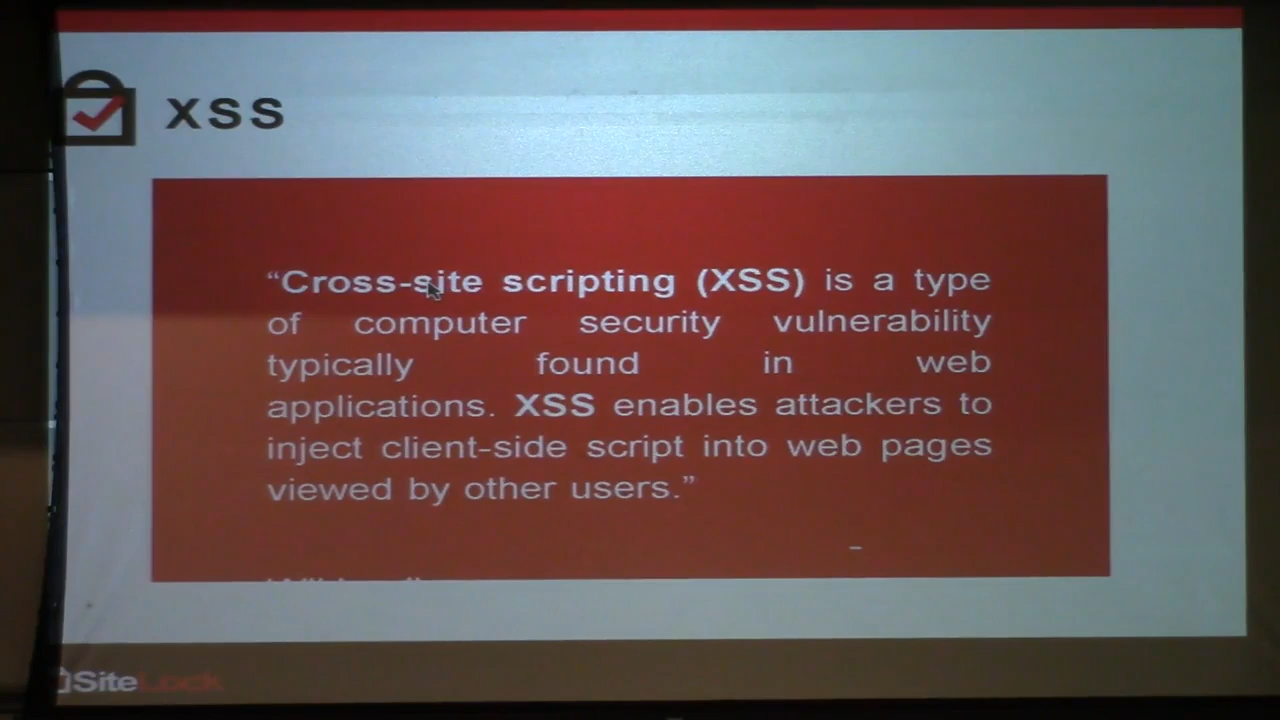 XSS
“Cross-site scripting (XSS) is a type
of computer security vulnerability
typically found in web
applications. XSS enables attackers to
inject client-side script into web pages
viewed by other users.”
-
SiteLock